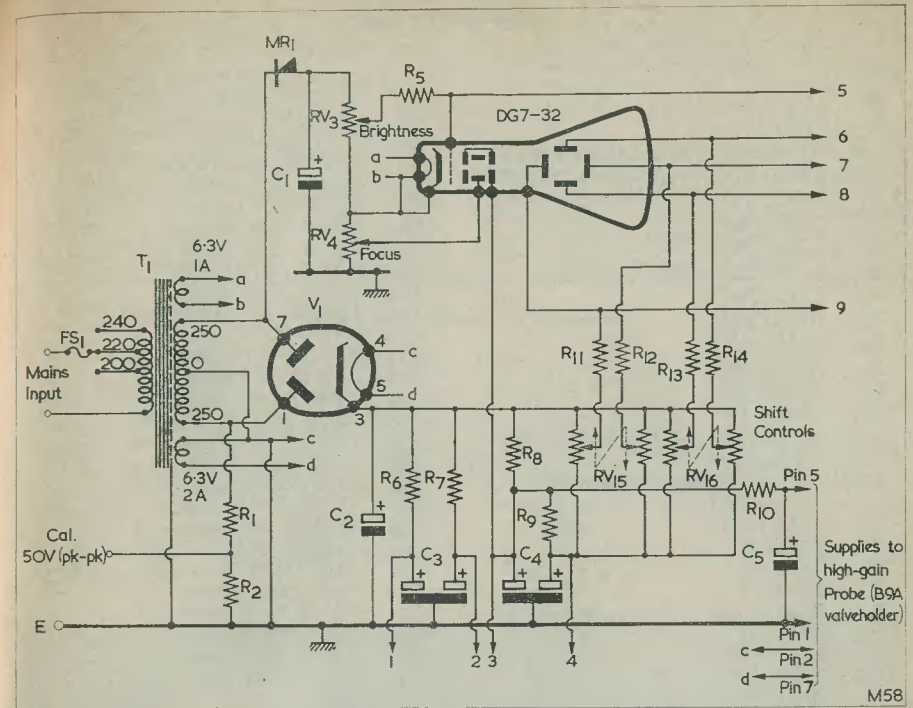 MR1
R5
5
DG7-32
RV3
Brightness
6
7
8
a
b
C1
+
RV4
Focus
T1
6·3V
1A
a
b
V1
9
240
FS1
220
200
250
0
250
7
4
c
5
d
1
3
R11
R12
R13
R14
Mains
Input
Shift
Controls
c
d
6·3V
2A
R6
R7
R8
RV15
RV16
R10
Pin 5
R1
C2
+
C3
+
+
R9
C4
+
+
C5
+
Cal.
50V (pk-pk)
R2
Supplies to
high-gain
Probe (B9A
valveholder)
E
Pin 1
1
2
3
4
c
Pin 2
d
Pin 7
M58